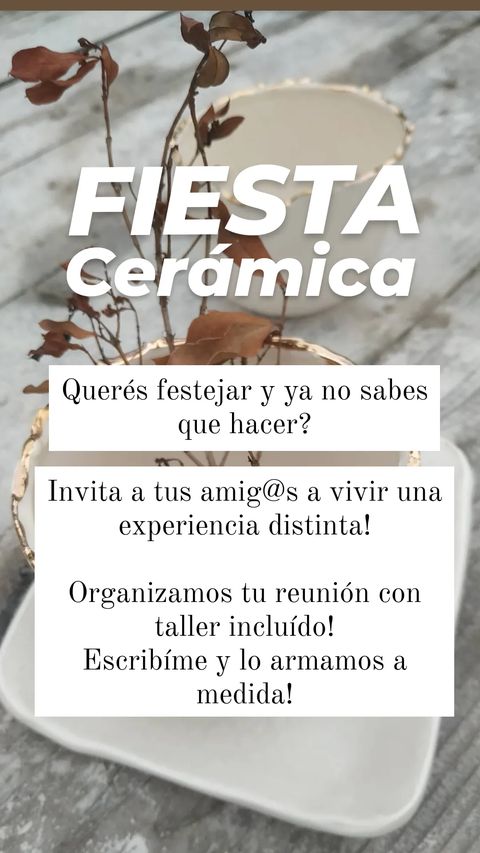 FIESTA
Cerámica
Querés festejar y ya no sabes
que hacer?
Invita a tus amig@s a vivir una
experiencia distinta!
Organizamos tu reunión con
taller incluído!
Escribíme y lo armamos a
medida!